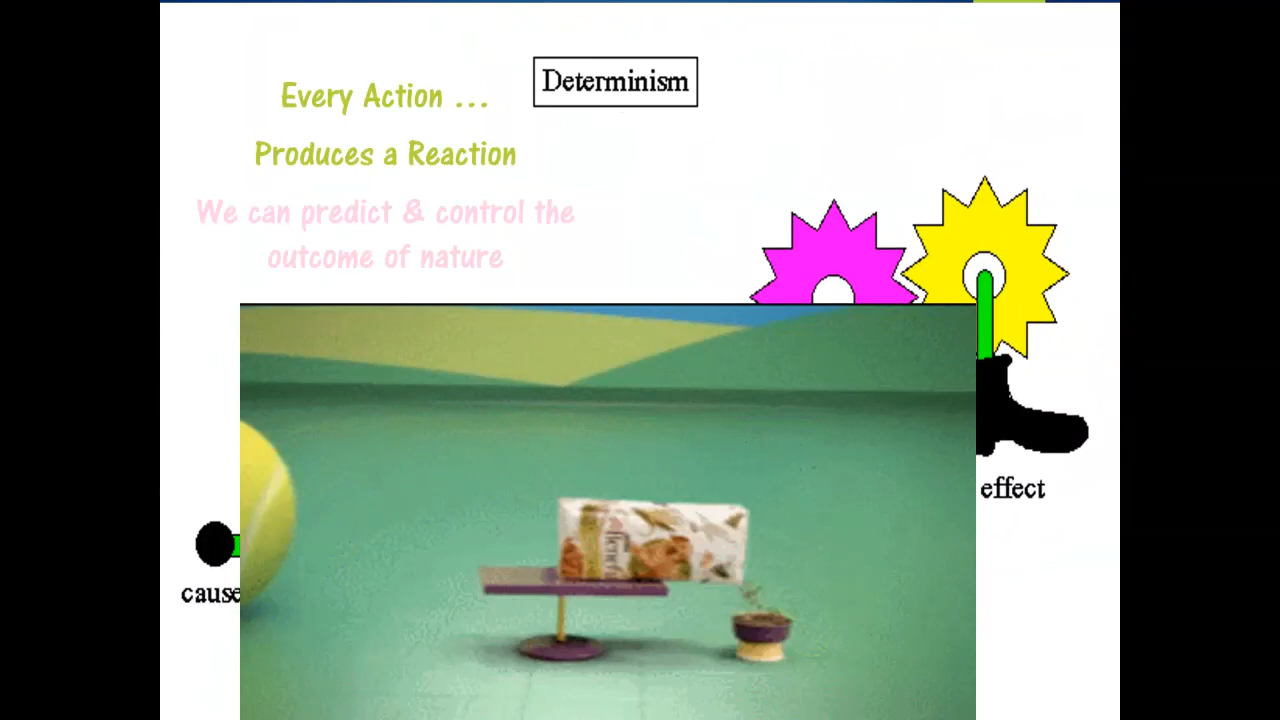 Determinism
Every Action ...
Produces a Reaction
We can predict & control the
outcome of nature
effect
cause